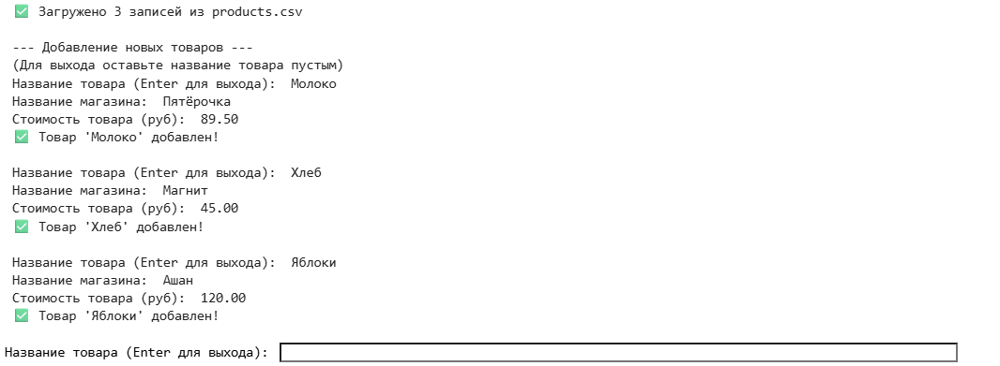 ✅ Загружено 3 записей из products.csv
--- Добавление новых товаров ---
(Для выхода оставьте название товара пустым)
Название товара (Enter для выхода): Молоко
Название магазина: Пятёрочка
Стоимость товара (руб): 89.50
✅ Товар 'Молоко' добавлен!
Название товара (Enter для выхода): Хлеб
Название магазина: Магнит
Стоимость товара (руб): 45.00
✅ Товар 'Хлеб' добавлен!
Название товара (Enter для выхода): Яблоки
Название магазина: Ашан
Стоимость товара (руб): 120.00
✅ Товар 'Яблоки' добавлен!
Название товара (Enter для выхода):